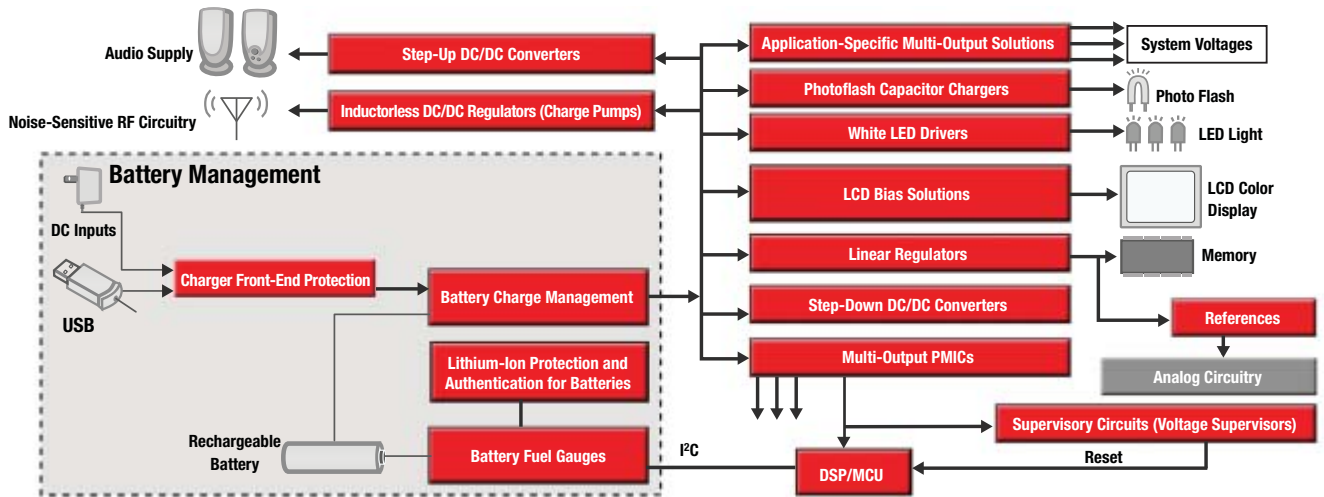 Audio Supply
Step-Up DC/DC Converters
Noise-Sensitive RF Circuitry
Inductorless DC/DC Regulators (Charge Pumps)
Battery Management
DC Inputs
USB
Charger Front-End Protection
Battery Charge Management
Lithium-Ion Protection and
Authentication for Batteries
Rechargeable
Battery
Battery Fuel Gauges
I²C
Application-Specific Multi-Output Solutions
System Voltages
Photoflash Capacitor Chargers
Photo Flash
White LED Drivers
LED Light
LCD Bias Solutions
LCD Color
Display
Linear Regulators
Memory
Step-Down DC/DC Converters
References
Multi-Output PMICs
Analog Circuitry
Supervisory Circuits (Voltage Supervisors)
Reset
DSP/MCU